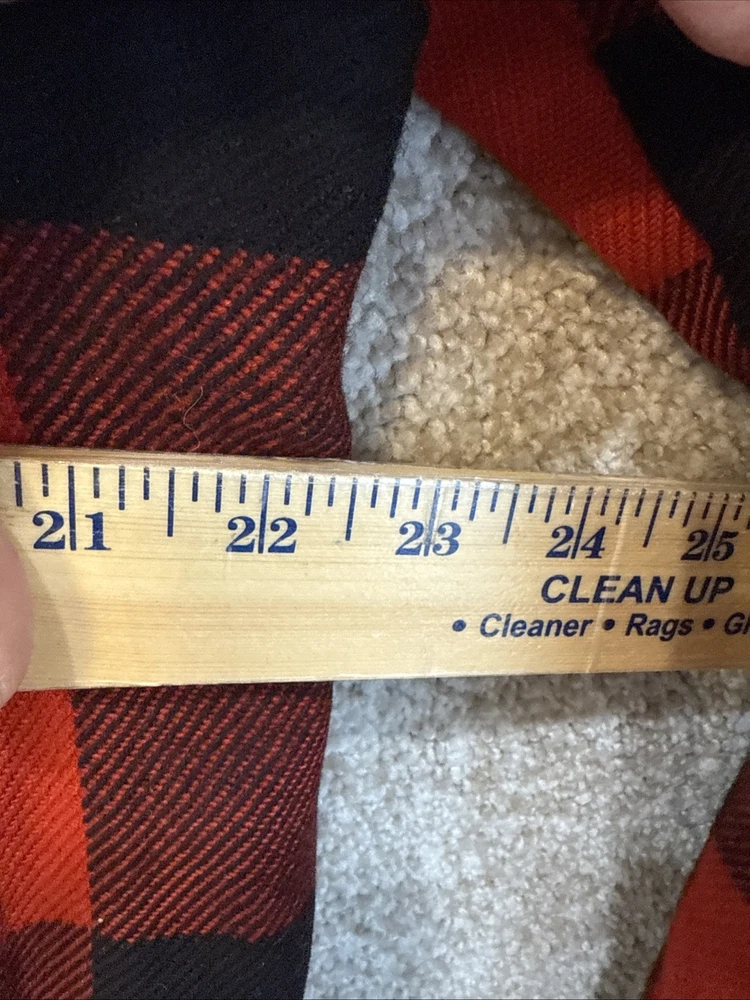 21 22 23 24 25
CLEAN UP
• Cleaner • Rags •